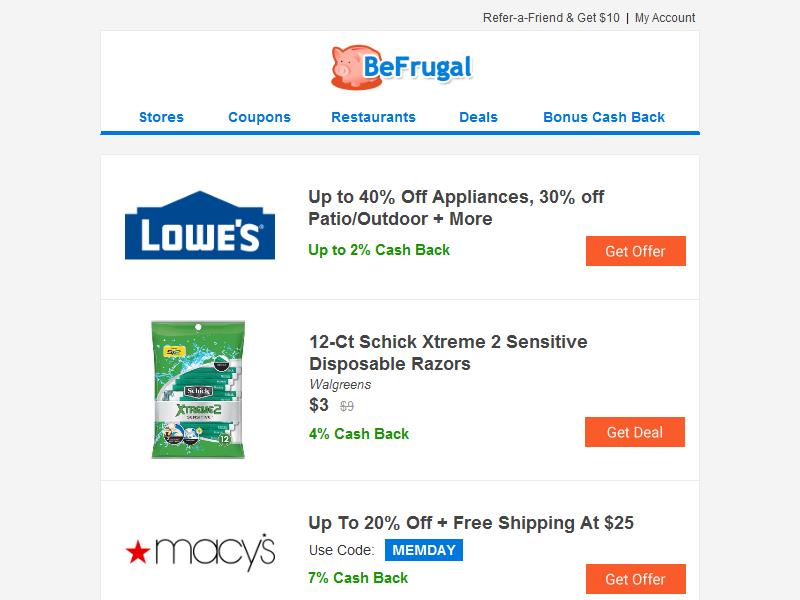 Refer-a-Friend & Get $10 | My Account
BeFrugal
Stores Coupons Restaurants Deals Bonus Cash Back
LOWE'S
Up to 40% Off Appliances, 30% off
Patio/Outdoor + More
Up to 2% Cash Back
Get Offer
Schick
XTREME2
SENSITIVE
12
12-Ct Schick Xtreme 2 Sensitive
Disposable Razors
Walgreens
$3 $9
4% Cash Back
Get Deal
macy's
Up To 20% Off + Free Shipping At $25
Use Code: MEMDAY
7% Cash Back
Get Offer